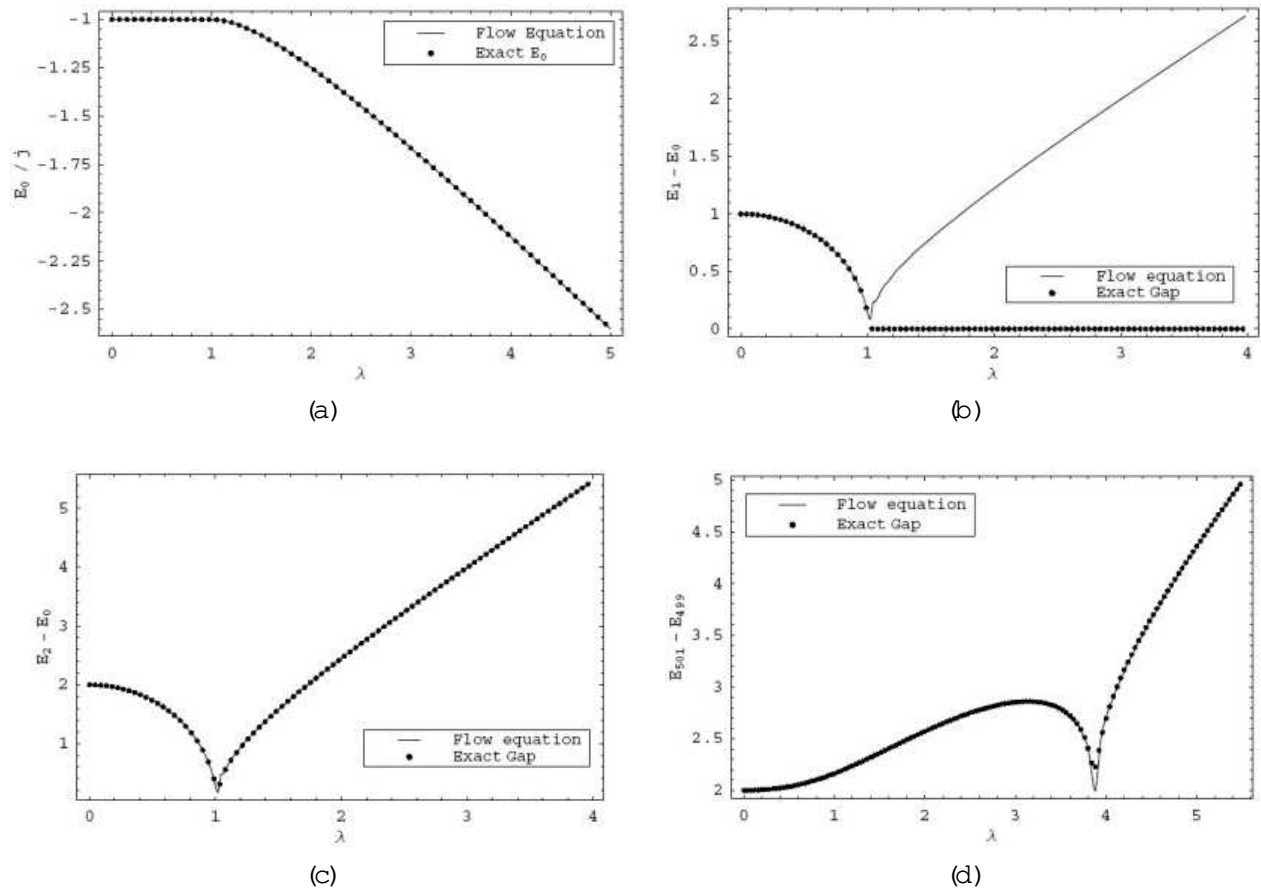 -1
-1.25
-1.5
-1.75
-2
-2.25
-2.5
E₀ / j
Flow Equation
Exact E₀
0 1 2 3 4 5
λ
(a)
2.5
2
1.5
1
0.5
0
E₁ - E₀
Flow equation
Exact Gap
0 1 2 3 4
λ
(b)
5
4
3
2
1
E₂ - E₀
Flow equation
Exact Gap
0 1 2 3 4
λ
(c)
5
4.5
4
3.5
3
2.5
2
E₅₀₁ - E₄₉₉
Flow equation
Exact Gap
0 1 2 3 4 5
λ
(d)